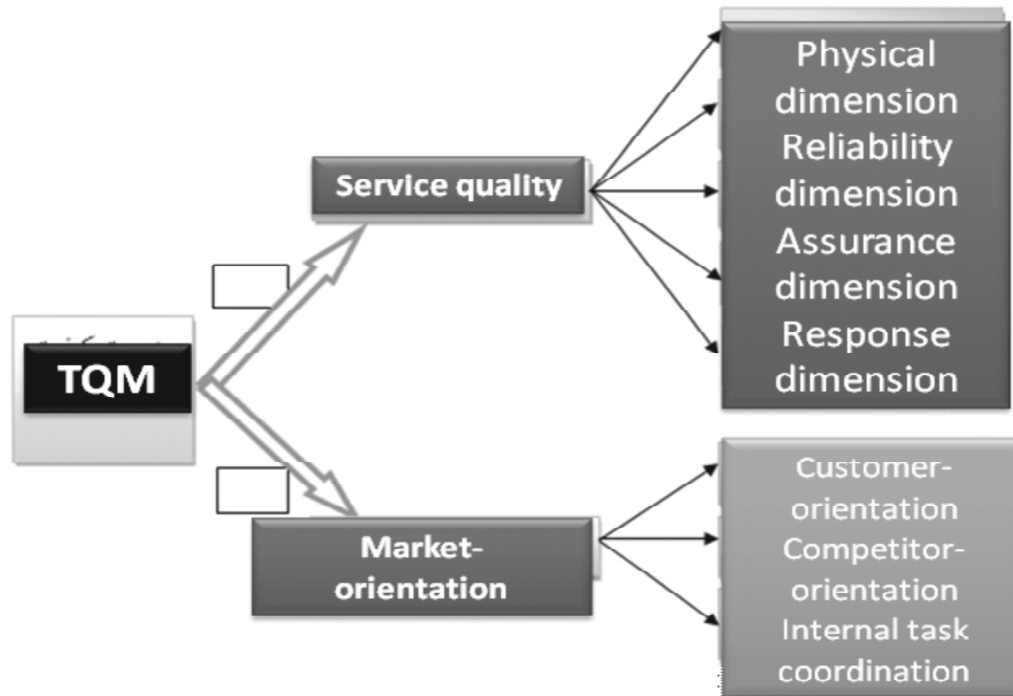 Physical
dimension
Reliability
dimension
Assurance
dimension
Response
dimension
Service quality
TQM
Market-
orientation
Customer-
orientation
Competitor-
orientation
Internal task
coordination